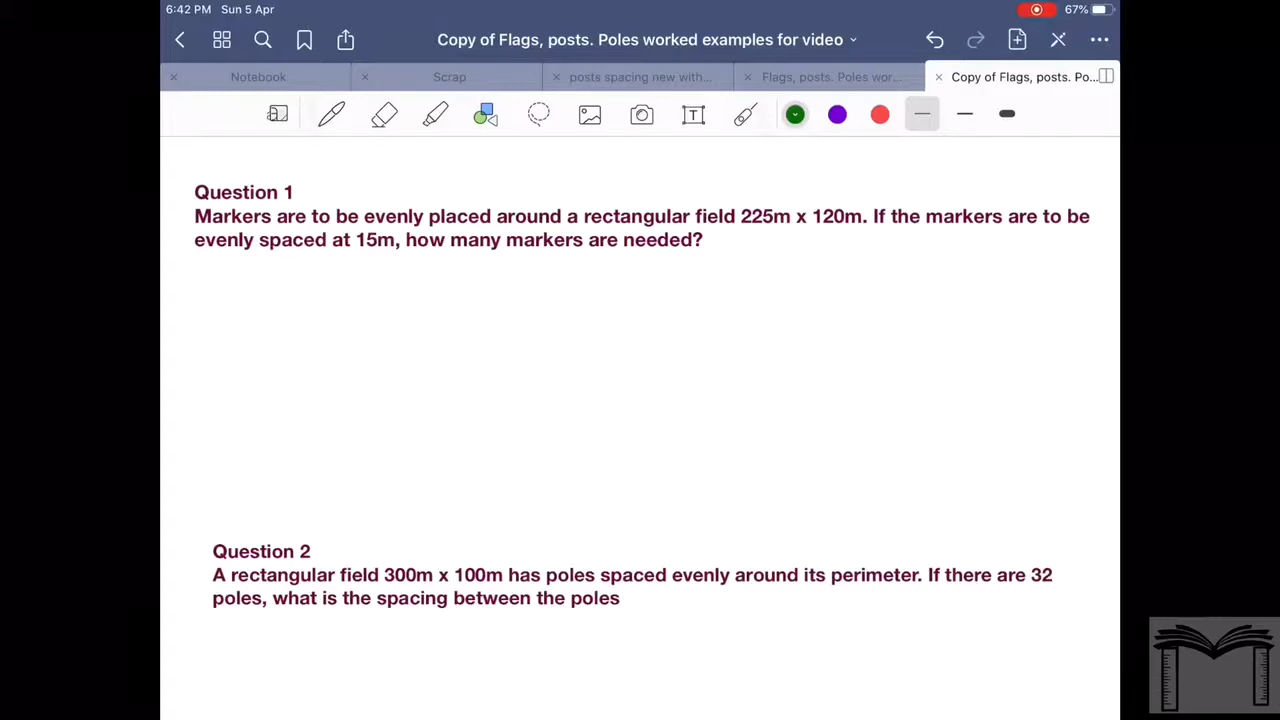 6:42 PM Sun 5 Apr 67%
Copy of Flags, posts. Poles worked examples for video
Notebook Scrap posts spacing new with... Flags, posts. Poles wor... Copy of Flags, posts. Po...
T
Question 1
Markers are to be evenly placed around a rectangular field 225m x 120m. If the markers are to be
evenly spaced at 15m, how many markers are needed?
Question 2
A rectangular field 300m x 100m has poles spaced evenly around its perimeter. If there are 32
poles, what is the spacing between the poles